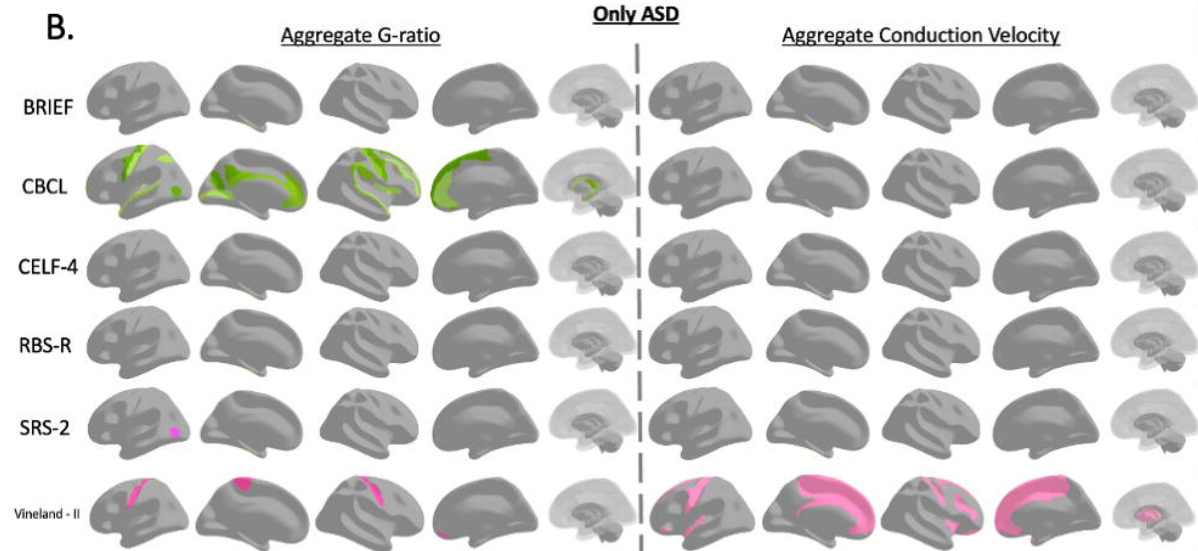 B.
Only ASD
Aggregate G-ratio
Aggregate Conduction Velocity
BRIEF
CBCL
CELF-4
RBS-R
SRS-2
Vineland - II